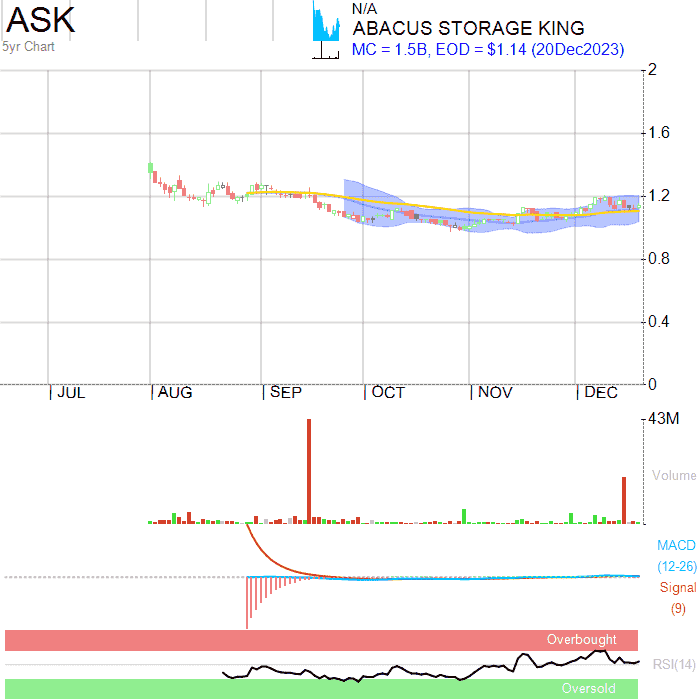 ASK
N/A
ABACUS STORAGE KING
5yr Chart
MC = 1.5B, EOD = $1.14 (20Dec2023)
2
1.6
1.2
0.8
0.4
0
JUL AUG SEP OCT NOV DEC
43M
Volume
MACD
(12-26)
Signal
(9)
Overbought
RSI(14)
Oversold